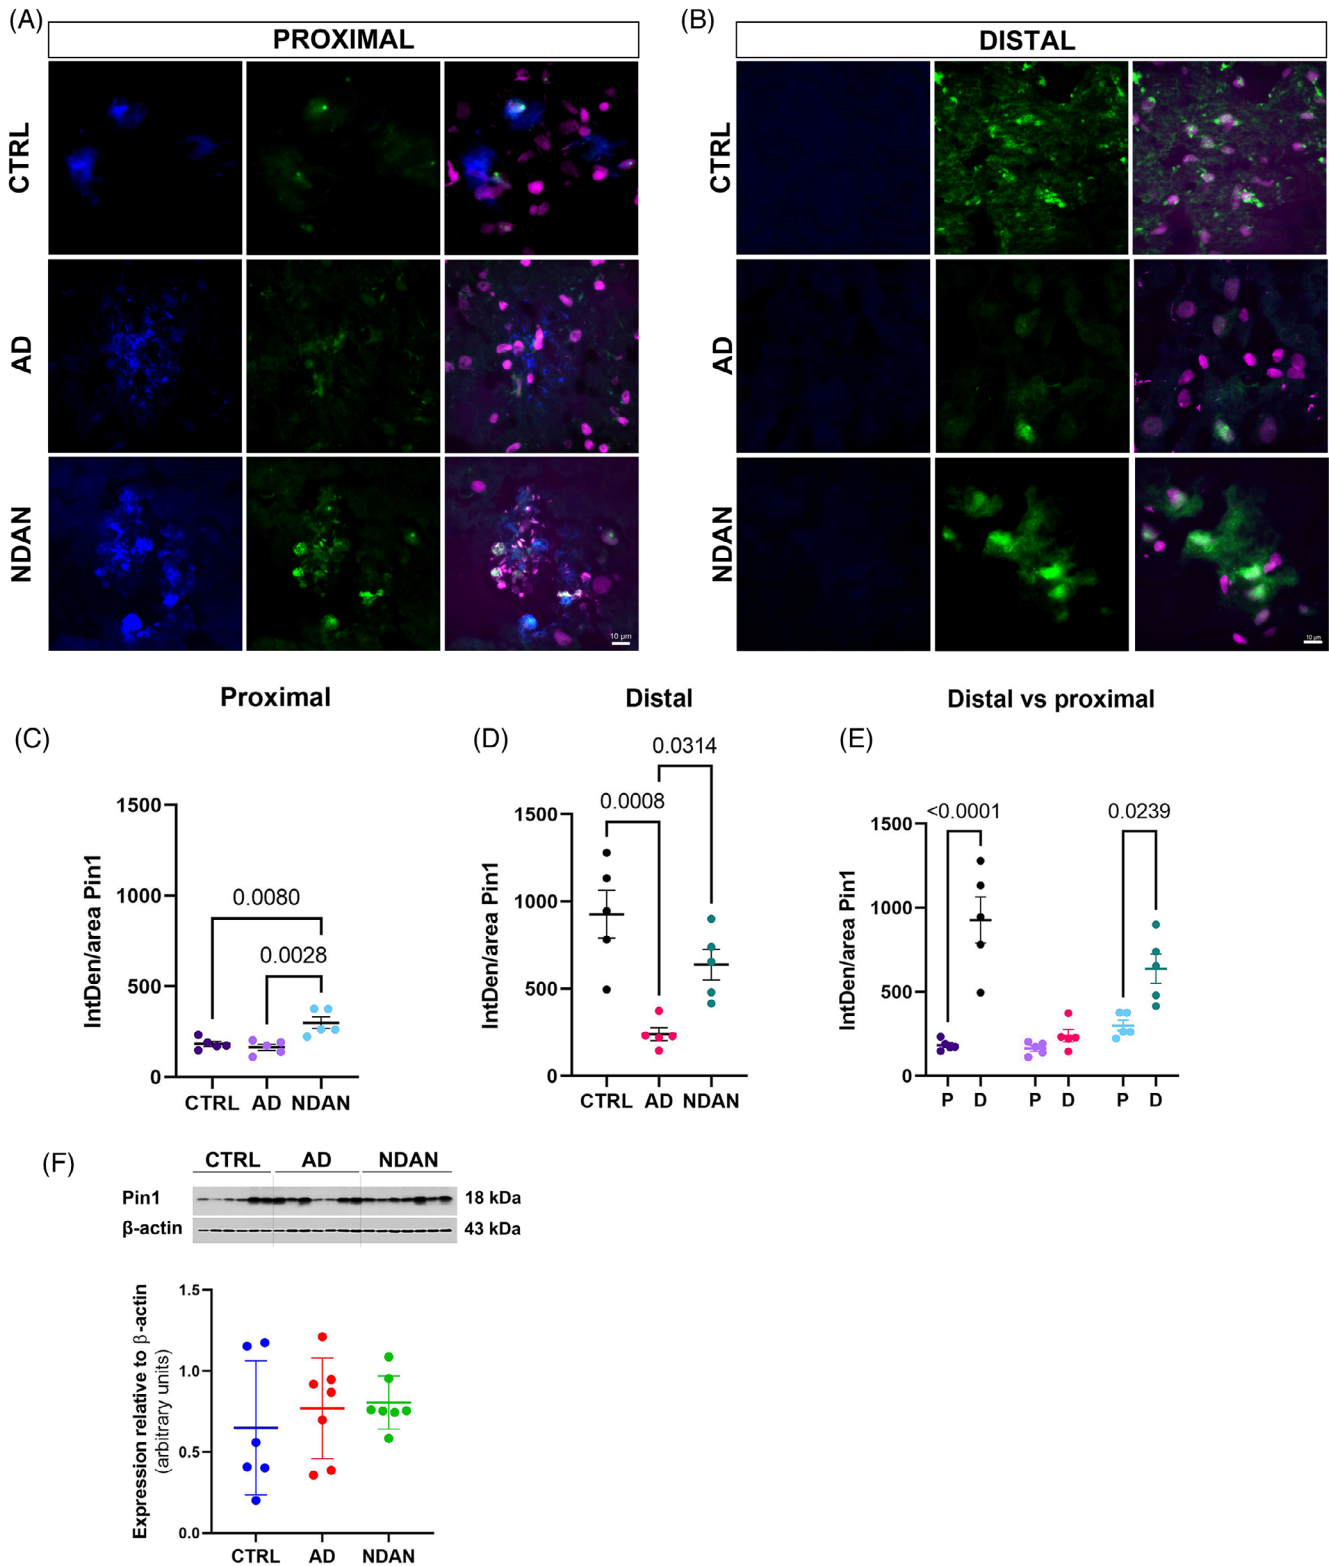 (A)
PROXIMAL
(B)
DISTAL
CTRL
AD
NDAN
10 µm
CTRL
AD
NDAN
10 µm
(C)
Proximal
IntDen/area Pin1
1500
1000
500
0
0.0080
0.0028
CTRL AD NDAN
(D)
Distal
IntDen/area Pin1
1500
1000
500
0
0.0314
0.0008
CTRL AD NDAN
(E)
Distal vs proximal
IntDen/area Pin1
1500
1000
500
0
<0.0001
0.0239
P D P D P D
(F)
CTRL AD NDAN
Pin1 18 kDa
β-actin 43 kDa
Expression relative to β-actin
(arbitrary units)
1.5
1.0
0.5
0.0
CTRL AD NDAN